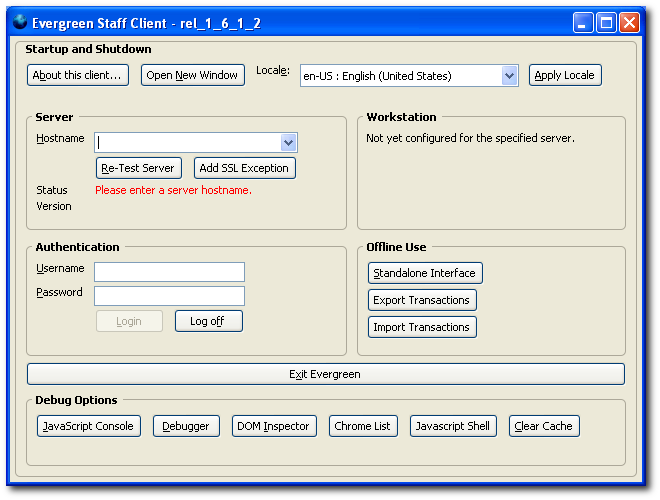 Evergreen Staff Client - rel_1_6_1_2
Startup and Shutdown
About this client...
Open New Window
Locale:
en-US : English (United States)
Apply Locale
Server
Hostname
Re-Test Server
Add SSL Exception
Status
Please enter a server hostname.
Version
Workstation
Not yet configured for the specified server.
Authentication
Username
Password
Login
Log off
Offline Use
Standalone Interface
Export Transactions
Import Transactions
Exit Evergreen
Debug Options
JavaScript Console
Debugger
DOM Inspector
Chrome List
Javascript Shell
Clear Cache